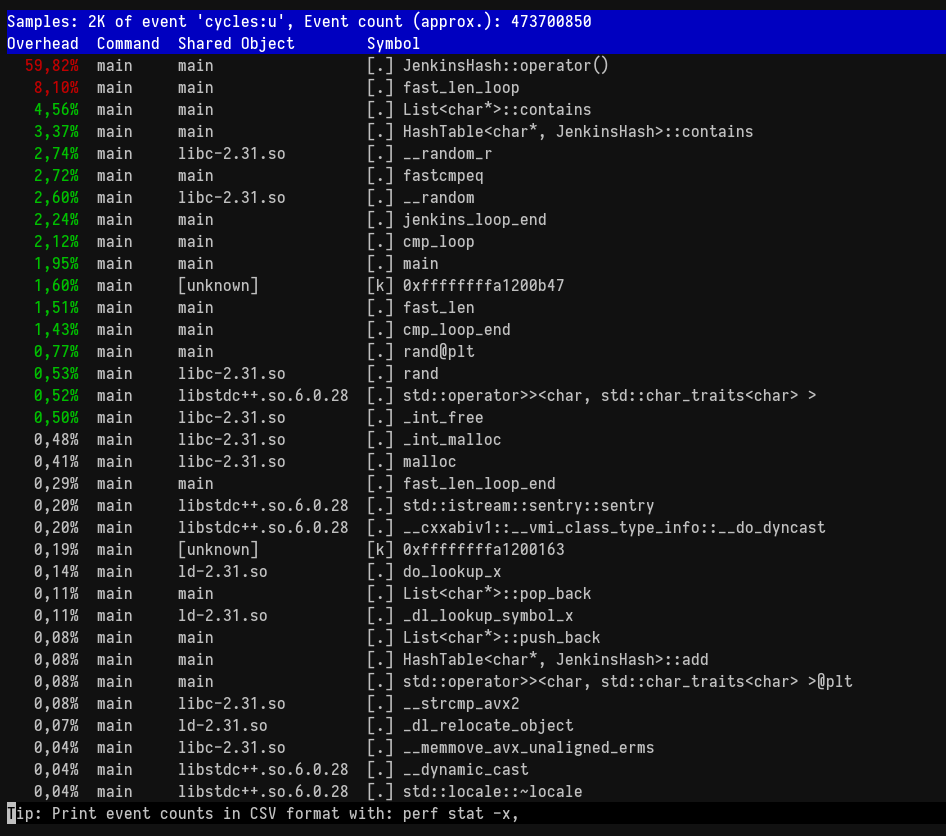 Samples: 2K of event 'cycles:u', Event count (approx.): 473700850
Overhead  Command  Shared Object        Symbol
  59,82%  main     main                 [.] JenkinsHash::operator()
   8,10%  main     main                 [.] fast_len_loop
   4,56%  main     main                 [.] List<char*>::contains
   3,37%  main     main                 [.] HashTable<char*, JenkinsHash>::contains
   2,74%  main     libc-2.31.so         [.] __random_r
   2,72%  main     main                 [.] fastcmpeq
   2,60%  main     libc-2.31.so         [.] __random
   2,24%  main     main                 [.] jenkins_loop_end
   2,12%  main     main                 [.] cmp_loop
   1,95%  main     main                 [.] main
   1,60%  main     [unknown]            [k] 0xffffffffa1200b47
   1,51%  main     main                 [.] fast_len
   1,43%  main     main                 [.] cmp_loop_end
   0,77%  main     main                 [.] rand@plt
   0,53%  main     libc-2.31.so         [.] rand
   0,52%  main     libstdc++.so.6.0.28  [.] std::operator>><char, std::char_traits<char> >
   0,50%  main     libc-2.31.so         [.] _int_free
   0,48%  main     libc-2.31.so         [.] _int_malloc
   0,41%  main     libc-2.31.so         [.] malloc
   0,29%  main     main                 [.] fast_len_loop_end
   0,20%  main     libstdc++.so.6.0.28  [.] std::istream::sentry::sentry
   0,20%  main     libstdc++.so.6.0.28  [.] __cxxabiv1::__vmi_class_type_info::__do_dyncast
   0,19%  main     [unknown]            [k] 0xffffffffa1200163
   0,14%  main     ld-2.31.so           [.] do_lookup_x
   0,11%  main     main                 [.] List<char*>::pop_back
   0,11%  main     ld-2.31.so           [.] _dl_lookup_symbol_x
   0,08%  main     main                 [.] List<char*>::push_back
   0,08%  main     main                 [.] HashTable<char*, JenkinsHash>::add
   0,08%  main     main                 [.] std::operator>><char, std::char_traits<char> >@plt
   0,08%  main     libc-2.31.so         [.] __strcmp_avx2
   0,07%  main     ld-2.31.so           [.] _dl_relocate_object
   0,04%  main     libc-2.31.so         [.] __memmove_avx_unaligned_erms
   0,04%  main     libstdc++.so.6.0.28  [.] __dynamic_cast
   0,04%  main     libstdc++.so.6.0.28  [.] std::locale::~locale
Tip: Print event counts in CSV format with: perf stat -x,